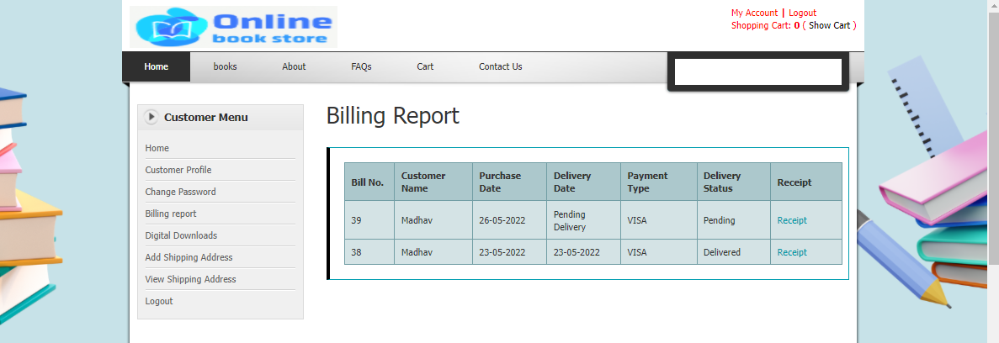 Online
book store
My Account | Logout
Shopping Cart: 0 ( Show Cart )
Home books About FAQs Cart Contact Us
Customer Menu
Home
Customer Profile
Change Password
Billing report
Digital Downloads
Add Shipping Address
View Shipping Address
Logout
Billing Report
Bill No. Customer Name Purchase Date Delivery Date Payment Type Delivery Status Receipt
39 Madhav 26-05-2022 Pending Delivery VISA Pending Receipt
38 Madhav 23-05-2022 23-05-2022 VISA Delivered Receipt